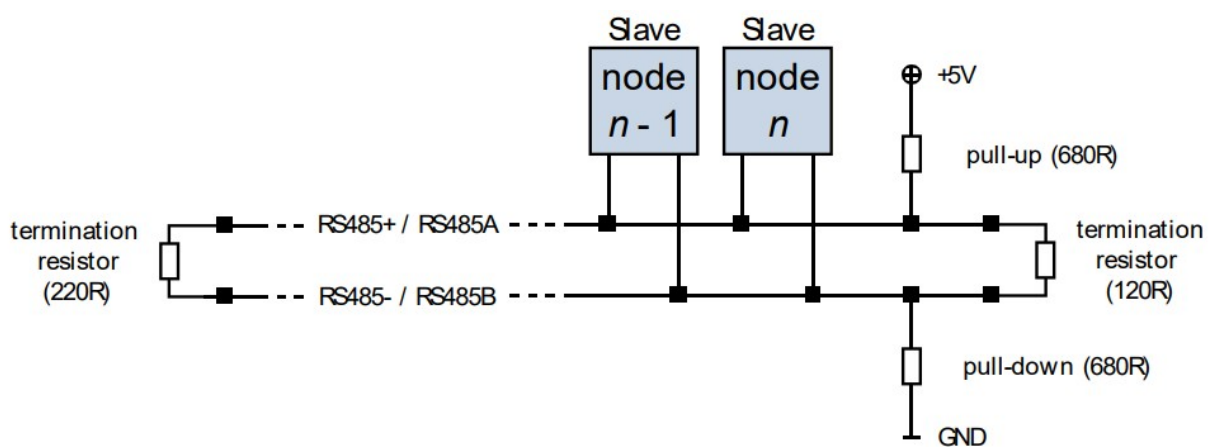 Slave
node
n - 1
Slave
node
n
+5V
pull-up (680R)
termination
resistor
(220R)
RS485+ / RS485A
RS485- / RS485B
termination
resistor
(120R)
pull-down (680R)
GND